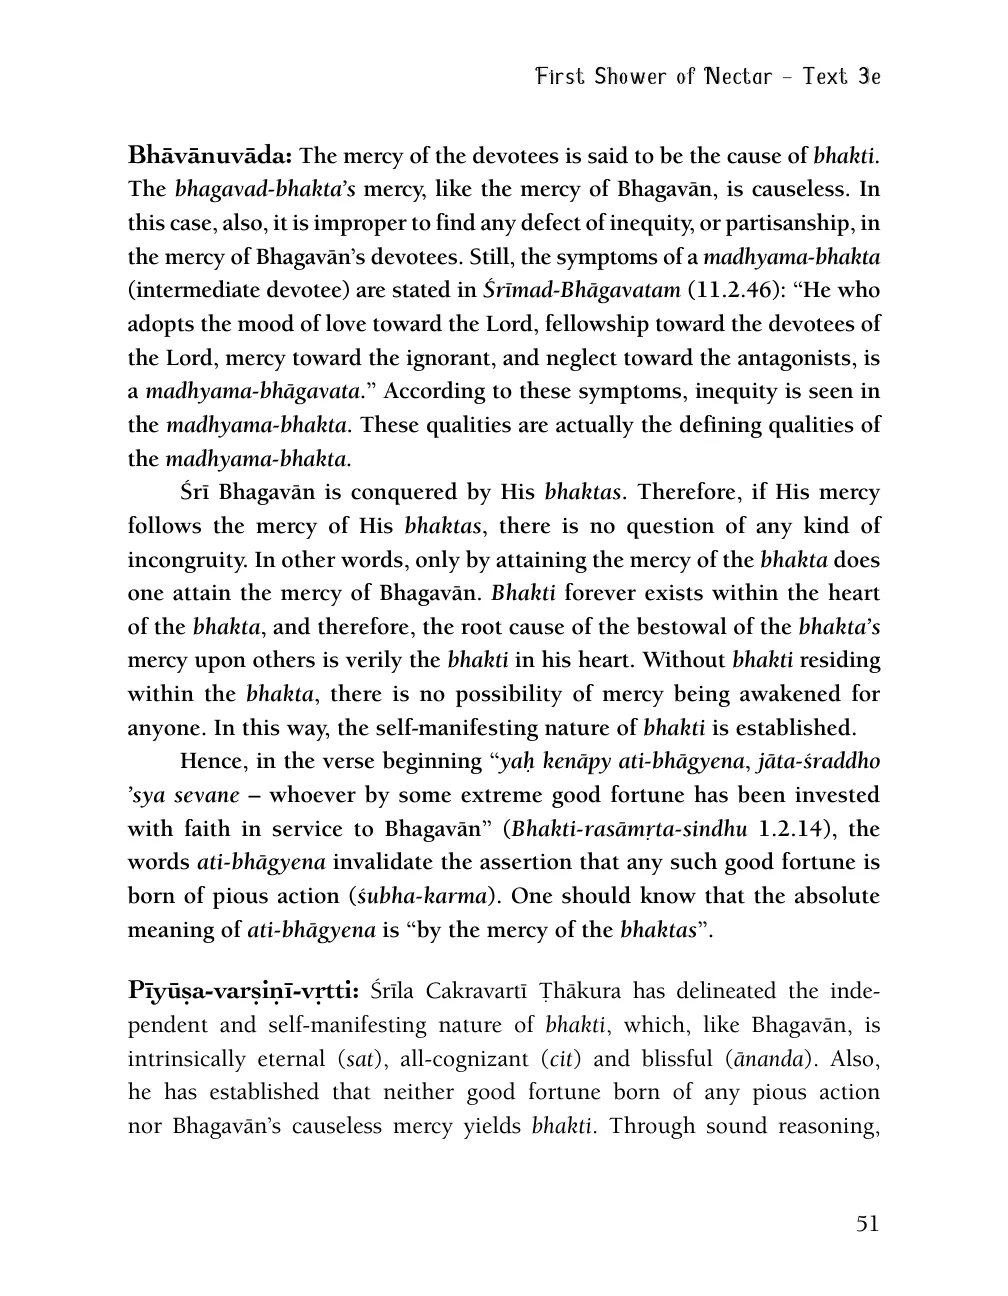 First Shower of Nectar – Text 3e
Bhāvānuvāda: The mercy of the devotees is said to be the cause of bhakti.
The bhagavad-bhakta’s mercy, like the mercy of Bhagavān, is causeless. In
this case, also, it is improper to find any defect of inequity, or partisanship, in
the mercy of Bhagavān’s devotees. Still, the symptoms of a madhyama-bhakta
(intermediate devotee) are stated in Śrīmad-Bhāgavatam (11.2.46): “He who
adopts the mood of love toward the Lord, fellowship toward the devotees of
the Lord, mercy toward the ignorant, and neglect toward the antagonists, is
a madhyama-bhāgavata.” According to these symptoms, inequity is seen in
the madhyama-bhakta. These qualities are actually the defining qualities of
the madhyama-bhakta.
Śrī Bhagavān is conquered by His bhaktas. Therefore, if His mercy
follows the mercy of His bhaktas, there is no question of any kind of
incongruity. In other words, only by attaining the mercy of the bhakta does
one attain the mercy of Bhagavān. Bhakti forever exists within the heart
of the bhakta, and therefore, the root cause of the bestowal of the bhakta’s
mercy upon others is verily the bhakti in his heart. Without bhakti residing
within the bhakta, there is no possibility of mercy being awakened for
anyone. In this way, the self-manifesting nature of bhakti is established.
Hence, in the verse beginning “yaḥ kenāpy ati-bhāgyena, jāta-śraddho
’sya sevane – whoever by some extreme good fortune has been invested
with faith in service to Bhagavān” (Bhakti-rasāmṛta-sindhu 1.2.14), the
words ati-bhāgyena invalidate the assertion that any such good fortune is
born of pious action (śubha-karma). One should know that the absolute
meaning of ati-bhāgyena is “by the mercy of the bhaktas”.
Pīyūṣa-varṣiṇī-vṛtti: Śrīla Cakravartī Ṭhākura has delineated the inde-
pendent and self-manifesting nature of bhakti, which, like Bhagavān, is
intrinsically eternal (sat), all-cognizant (cit) and blissful (ānanda). Also,
he has established that neither good fortune born of any pious action
nor Bhagavān’s causeless mercy yields bhakti. Through sound reasoning,
51